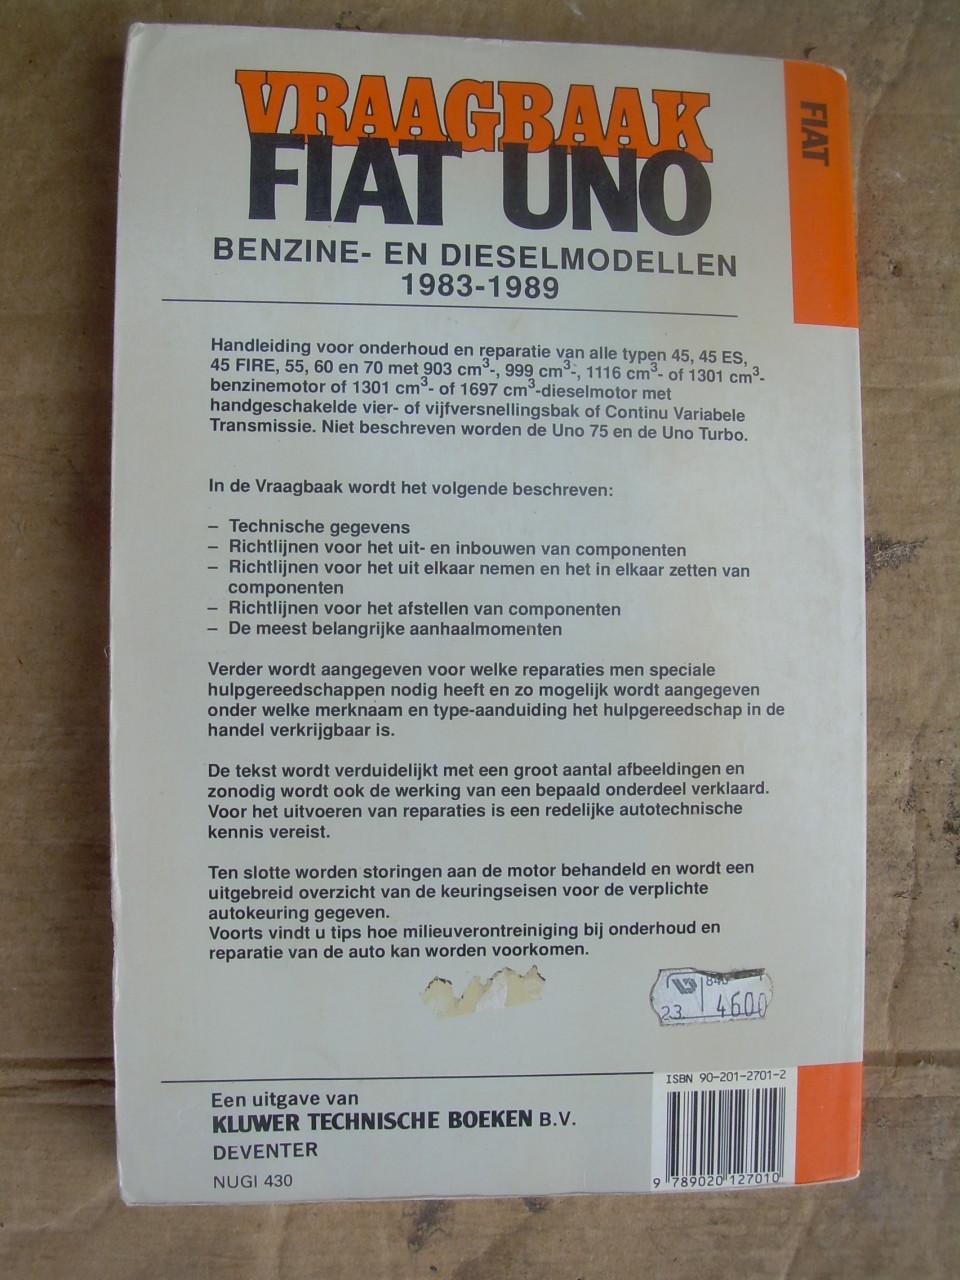 VRAAGBAAK
FIAT UNO
BENZINE- EN DIESELMODELLEN
1983-1989
FIAT
Handleiding voor onderhoud en reparatie van alle typen 45, 45 ES,
45 FIRE, 55, 60 en 70 met 903 cm³-, 999 cm³-, 1116 cm³- of 1301 cm³-
benzinemotor of 1301 cm³- of 1697 cm³-dieselmotor met
handgeschakelde vier- of vijfversnellingsbak of Continu Variabele
Transmissie. Niet beschreven worden de Uno 75 en de Uno Turbo.
In de Vraagbaak wordt het volgende beschreven:
– Technische gegevens
– Richtlijnen voor het uit- en inbouwen van componenten
– Richtlijnen voor het uit elkaar nemen en het in elkaar zetten van
componenten
– Richtlijnen voor het afstellen van componenten
– De meest belangrijke aanhaalmomenten
Verder wordt aangegeven voor welke reparaties men speciale
hulpgereedschappen nodig heeft en zo mogelijk wordt aangegeven
onder welke merknaam en type-aanduiding het hulpgereedschap in de
handel verkrijgbaar is.
De tekst wordt verduidelijkt met een groot aantal afbeeldingen en
zonodig wordt ook de werking van een bepaald onderdeel verklaard.
Voor het uitvoeren van reparaties is een redelijke autotechnische
kennis vereist.
Ten slotte worden storingen aan de motor behandeld en wordt een
uitgebreid overzicht van de keuringseisen voor de verplichte
autokeuring gegeven.
Voorts vindt u tips hoe milieuverontreiniging bij onderhoud en
reparatie van de auto kan worden voorkomen.
23. 4600
Een uitgave van
KLUWER TECHNISCHE BOEKEN B.V.
DEVENTER
NUGI 430
ISBN 90-201-2701-2
9 789020 127010